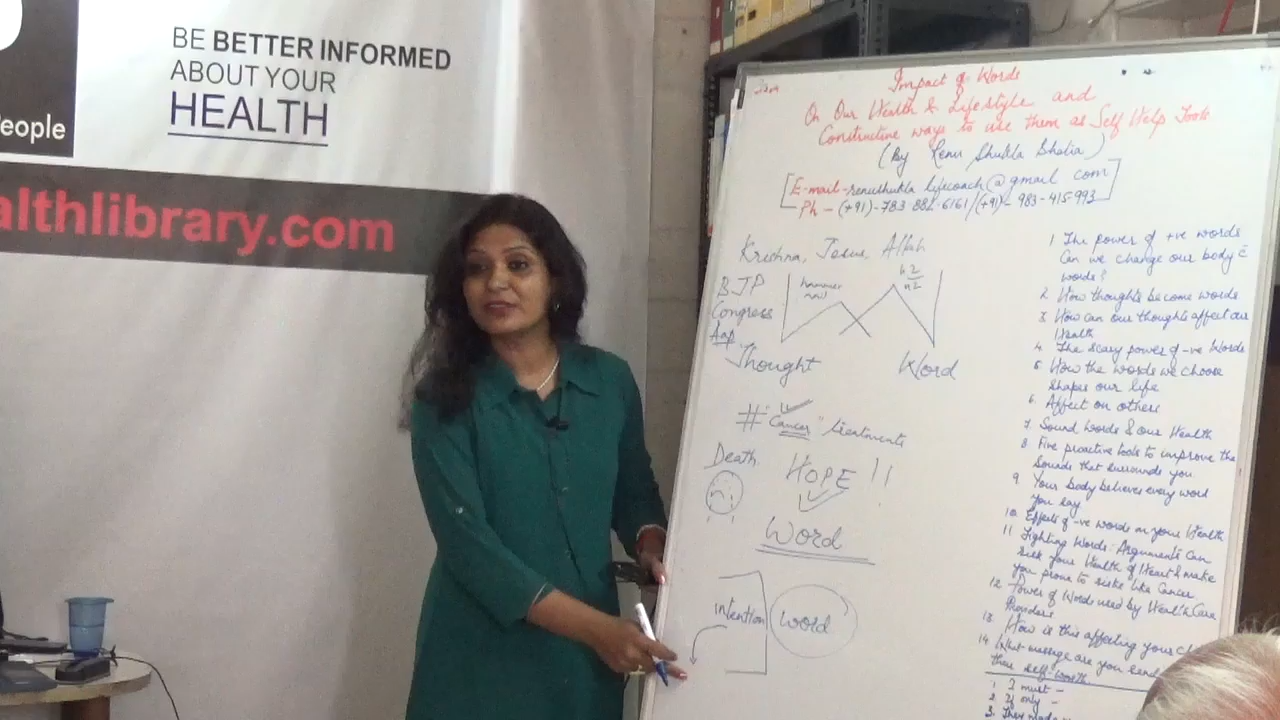 BE BETTER INFORMED
ABOUT YOUR
HEALTH
eople
althlibrary.com
Impact of Words
On Our Health & Lifestyle and
Constructive ways to use them as Self Help Tools
(By Renu Shukla Bhatia)
E-mail-renushukla lifecoach@gmail com
Ph - (+91)-783-882-6161/(+91)- 983-415-993
Krishna, Jesus, Allah
BJP
Congress
Aap
hammer
nail
Thought
Word
# "Cancer" treatments
Death
HOPE !!
Word
intention
word
1 The power of +ve words
Can we change our body c
words?
2 How thoughts become words
3 How can our thoughts affect our
Health
4. The scary power of -ve Words
5 How the words we choose
shapes our life
6 Affect on others
7. Sound Words & our Health
8. Five proactive tools to improve the
Sounds that surrounds you.
9. Your body believes every word
you say
10. Effects of -ve words on your Health
11 Fighting Words: Arguments Can
risk your Health of Heart & make
you prone to risks like Cancer
12. Power of Words used by Health Care
Providers
13. How is this affecting your
14. What message are you send
their self-worth
1. I must -
2. If only -
3. They made